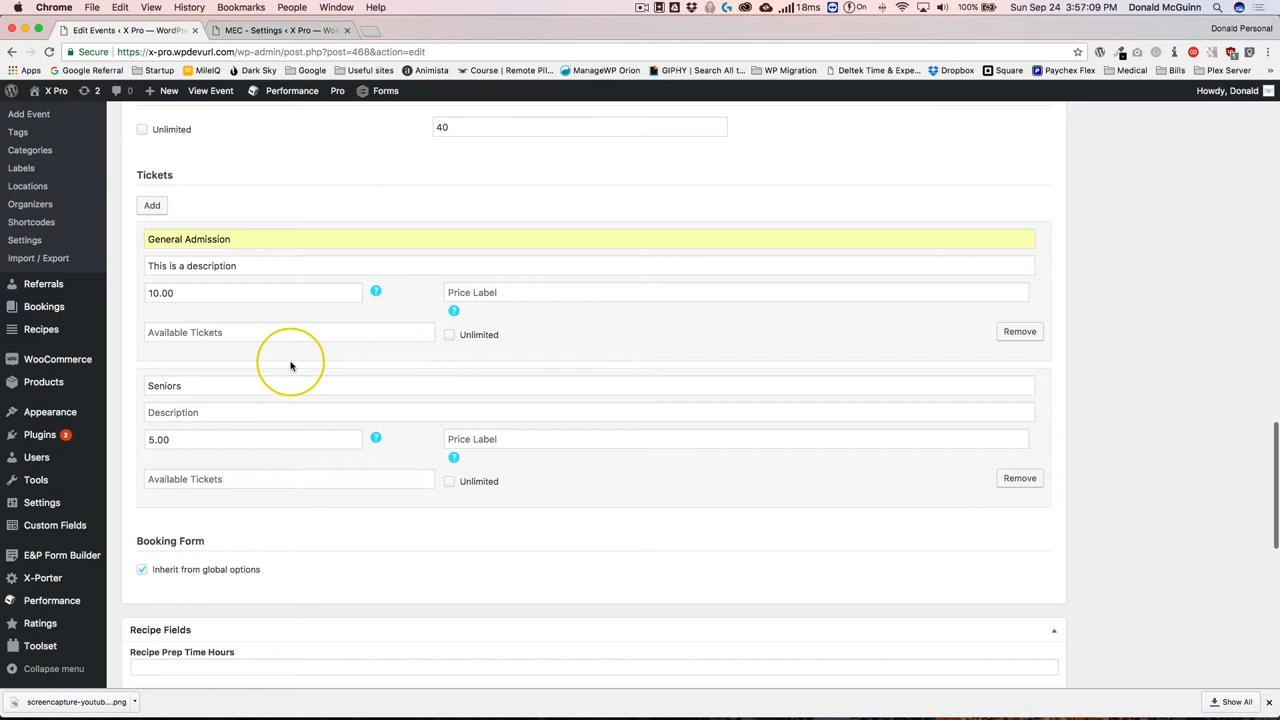 Chrome File Edit View History Bookmarks People Window Help
18ms 100% Sun Sep 24 3:57:09 PM Donald McGuinn
Edit Events ‹ X Pro — WordPre
MEC - Settings ‹ X Pro — Wo
Donald Personal
Secure https://x-pro.wpdevurl.com/wp-admin/post.php?post=468&action=edit
Apps Google Referral Startup MileIQ Dark Sky Google Useful sites Animista Course | Remote Pil... ManageWP Orion GIPHY | Search All t... WP Migration Deltek Time & Expe... Dropbox Square Paychex Flex Medical Bills Plex Server
X Pro 2 0 New View Event Performance Pro Forms Howdy, Donald
Add Event
Tags
Categories
Labels
Locations
Organizers
Shortcodes
Settings
Import / Export
Referrals
Bookings
Recipes
WooCommerce
Products
Appearance
Plugins 2
Users
Tools
Settings
Custom Fields
E&P Form Builder
X-Porter
Performance
Ratings
Toolset
Collapse menu
Unlimited 40
Tickets
Add
General Admission
This is a description
10.00 ? Price Label
?
Available Tickets Unlimited Remove
Seniors
Description
5.00 ? Price Label
?
Available Tickets Unlimited Remove
Booking Form
Inherit from global options
Recipe Fields
Recipe Prep Time Hours
screencapture-youtub....png
Show All